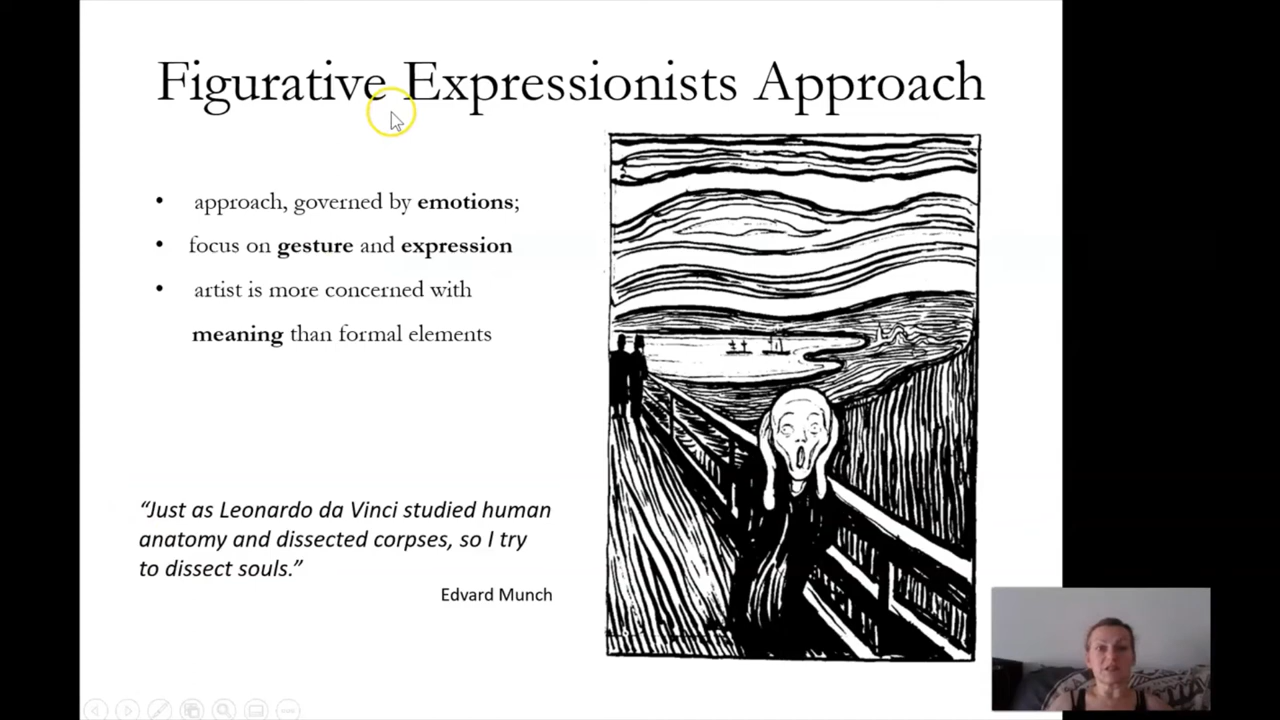 Figurative Expressionists Approach
• approach, governed by emotions;
• focus on gesture and expression
• artist is more concerned with
meaning than formal elements
“Just as Leonardo da Vinci studied human
anatomy and dissected corpses, so I try
to dissect souls.”
Edvard Munch